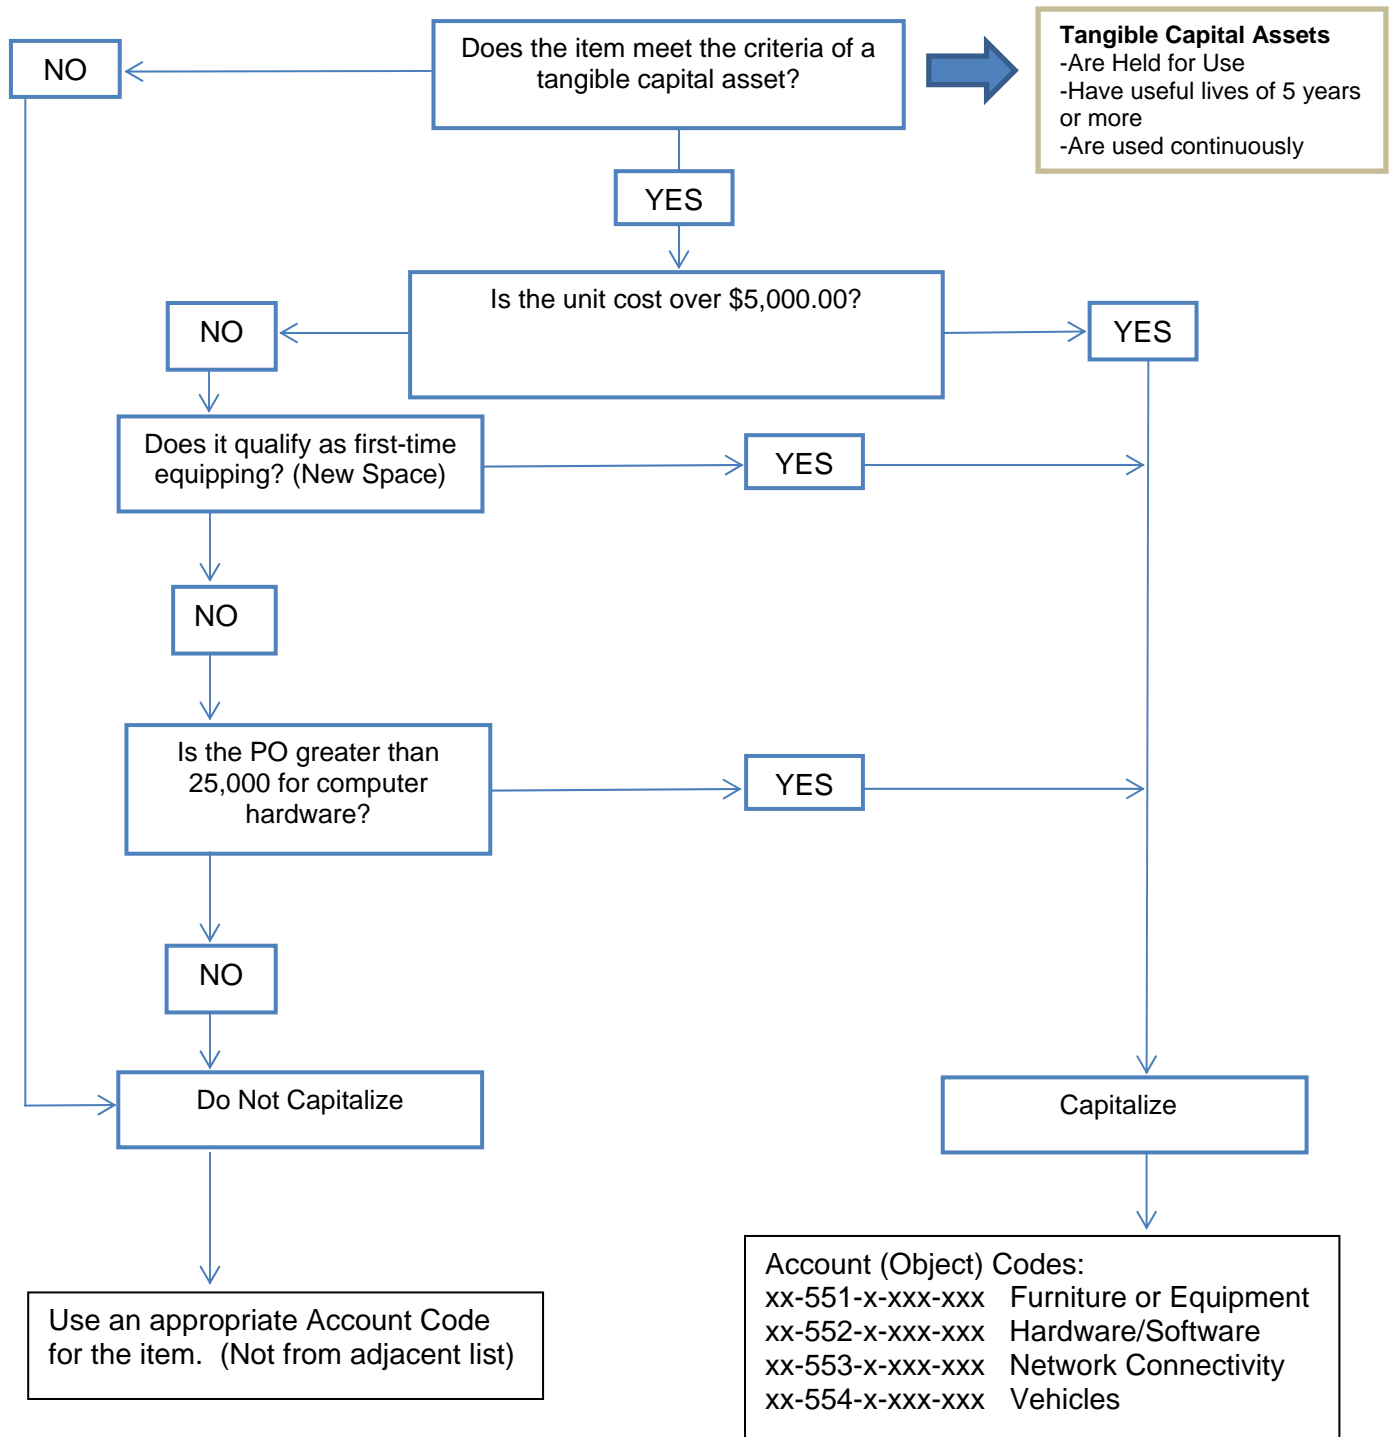 NO
Does the item meet the criteria of a
tangible capital asset?
Tangible Capital Assets
-Are Held for Use
-Have useful lives of 5 years
or more
-Are used continuously
YES
Is the unit cost over $5,000.00?
NO
YES
Does it qualify as first-time
equipping? (New Space)
YES
NO
Is the PO greater than
25,000 for computer
hardware?
YES
NO
Do Not Capitalize
Capitalize
Use an appropriate Account Code
for the item.  (Not from adjacent list)
Account (Object) Codes:
xx-551-x-xxx-xxx   Furniture or Equipment
xx-552-x-xxx-xxx   Hardware/Software
xx-553-x-xxx-xxx   Network Connectivity
xx-554-x-xxx-xxx   Vehicles